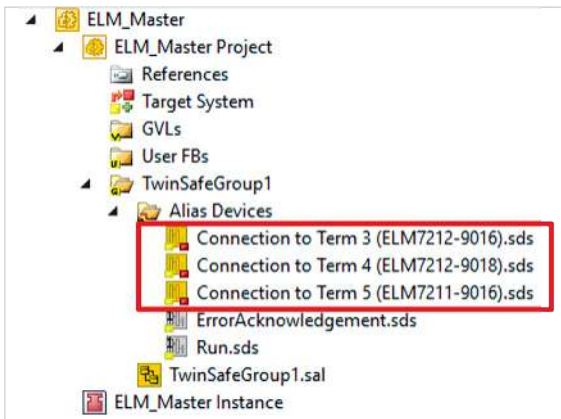 ELM_Master
ELM_Master Project
References
Target System
GVLs
User FBs
TwinSafeGroup1
Alias Devices
Connection to Term 3 (ELM7212-9016).sds
Connection to Term 4 (ELM7212-9018).sds
Connection to Term 5 (ELM7211-9016).sds
ErrorAcknowledgement.sds
Run.sds
TwinSafeGroup1.sal
ELM_Master Instance